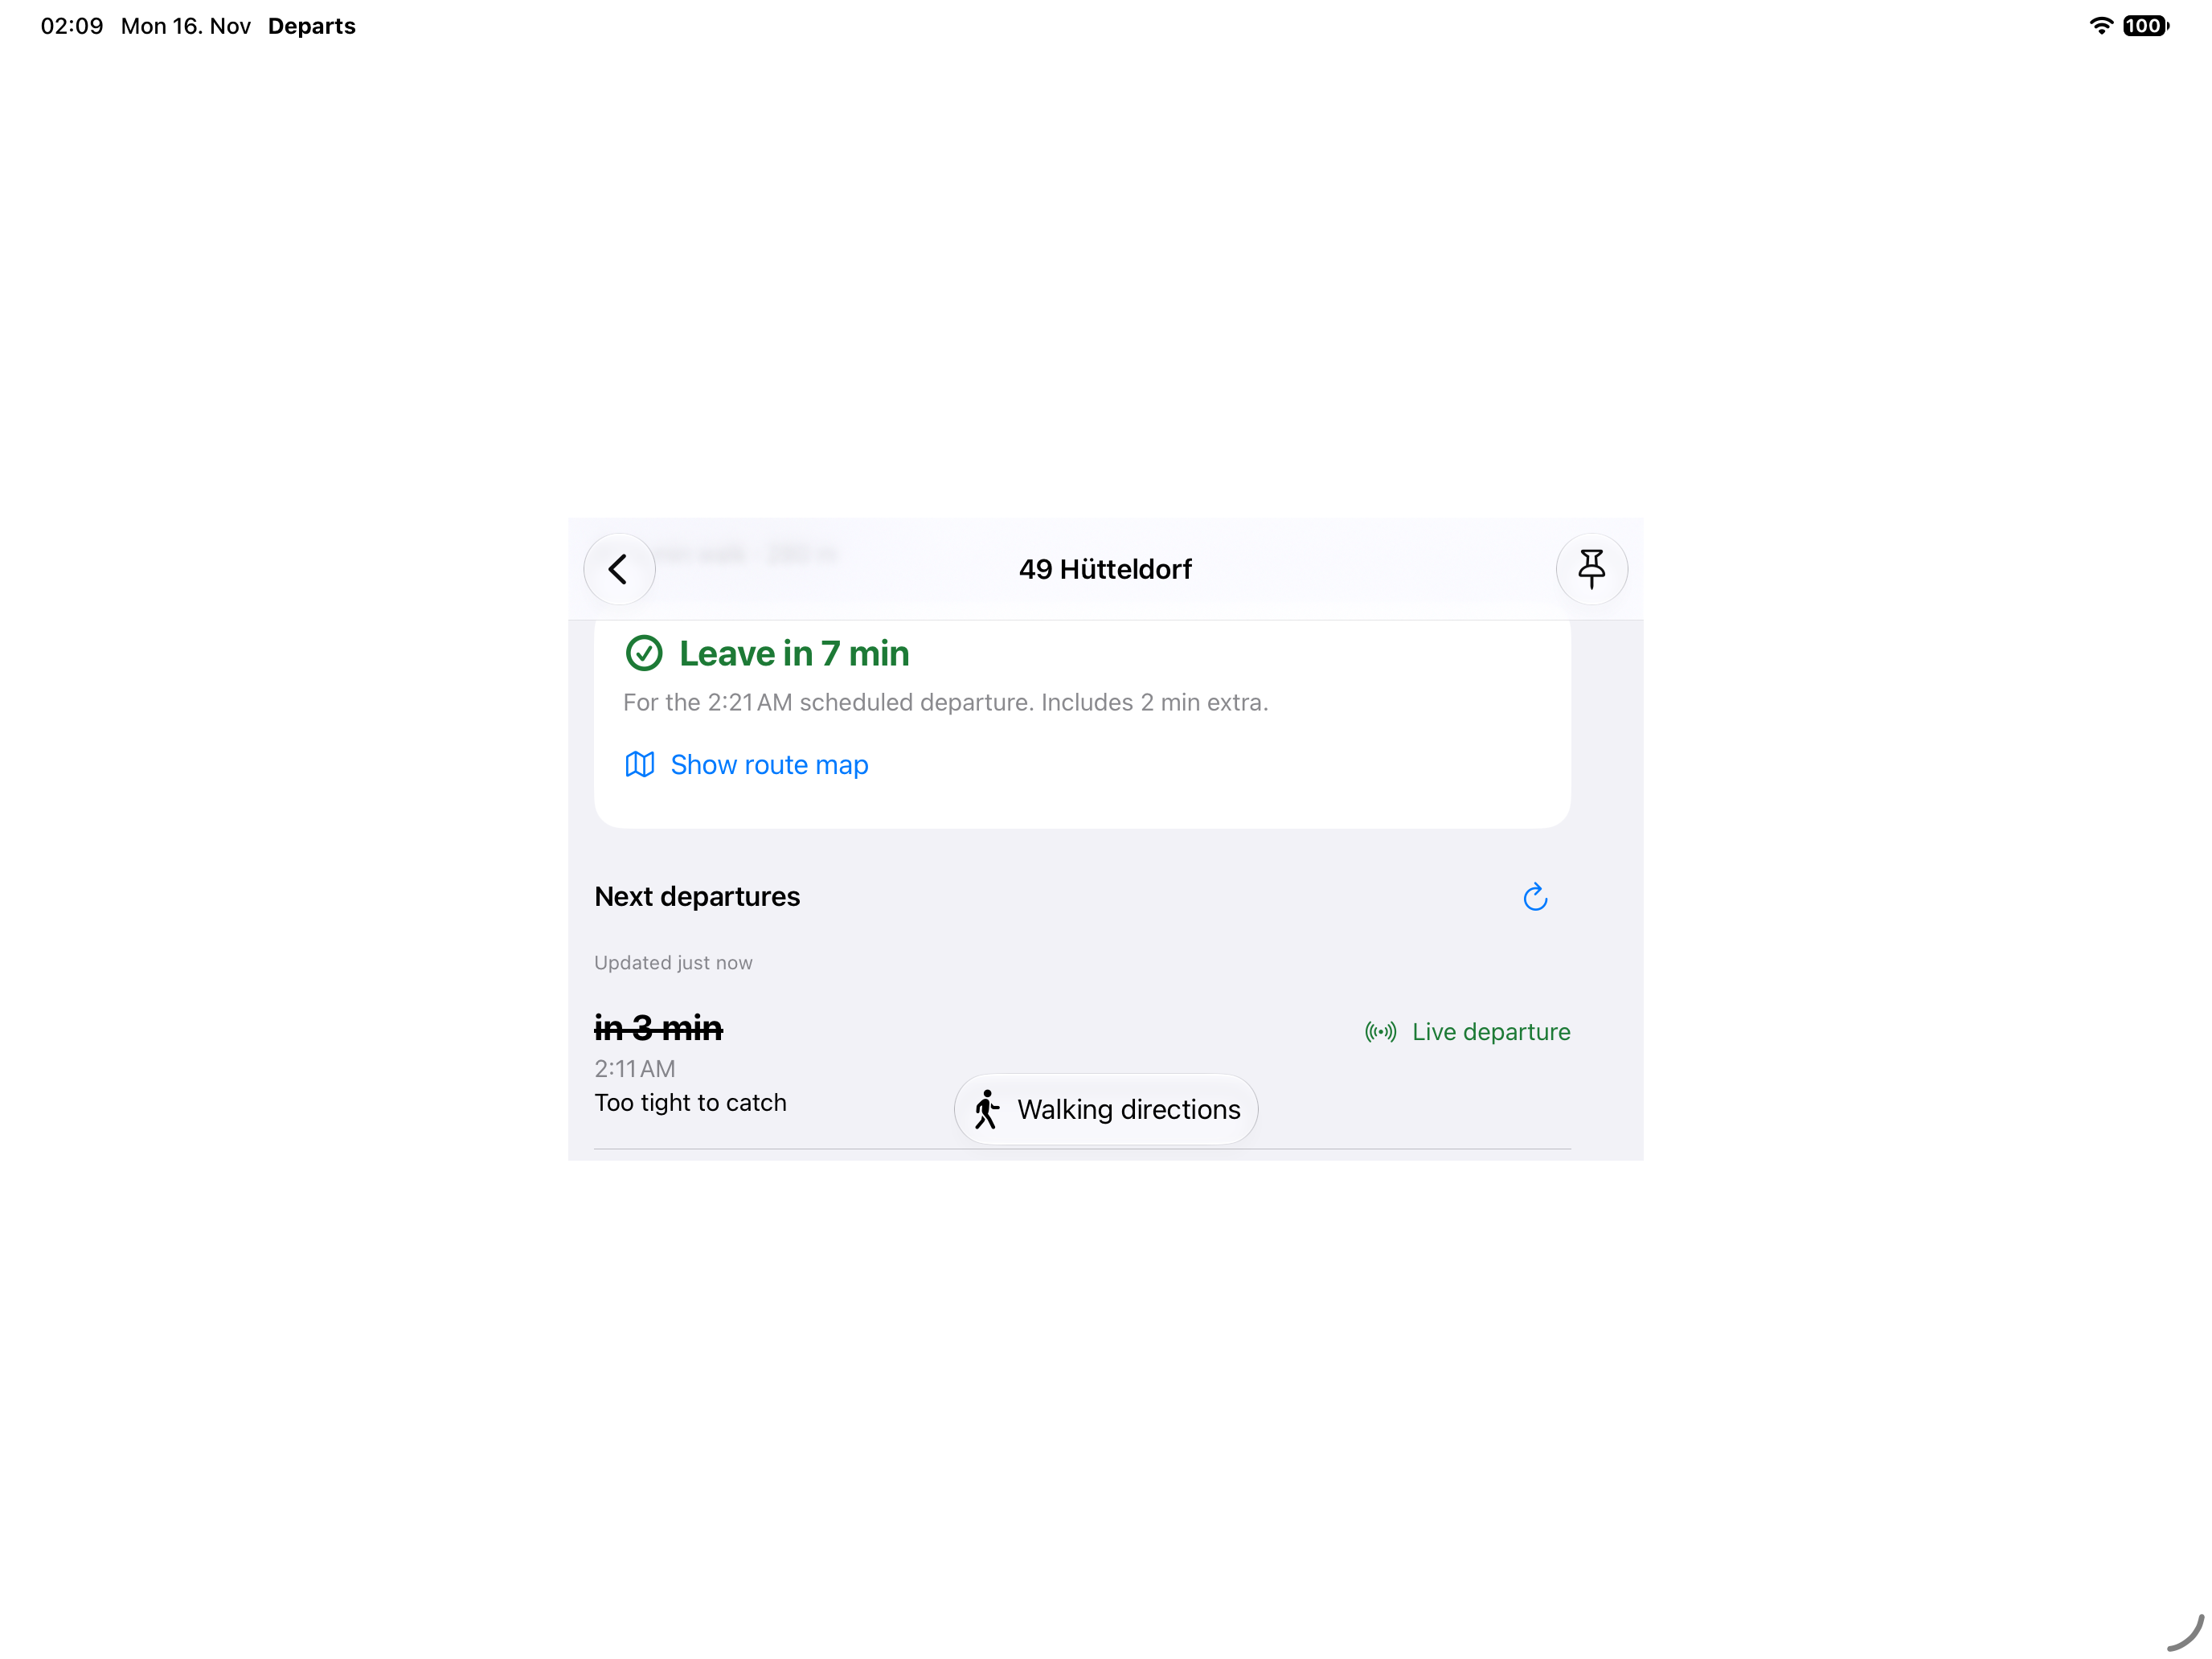 02:09 Mon 16. Nov Departs
100
49 Hütteldorf
Leave in 7 min
For the 2:21 AM scheduled departure. Includes 2 min extra.
Show route map
Next departures
Updated just now
in 3 min
Live departure
2:11 AM
Too tight to catch
Walking directions